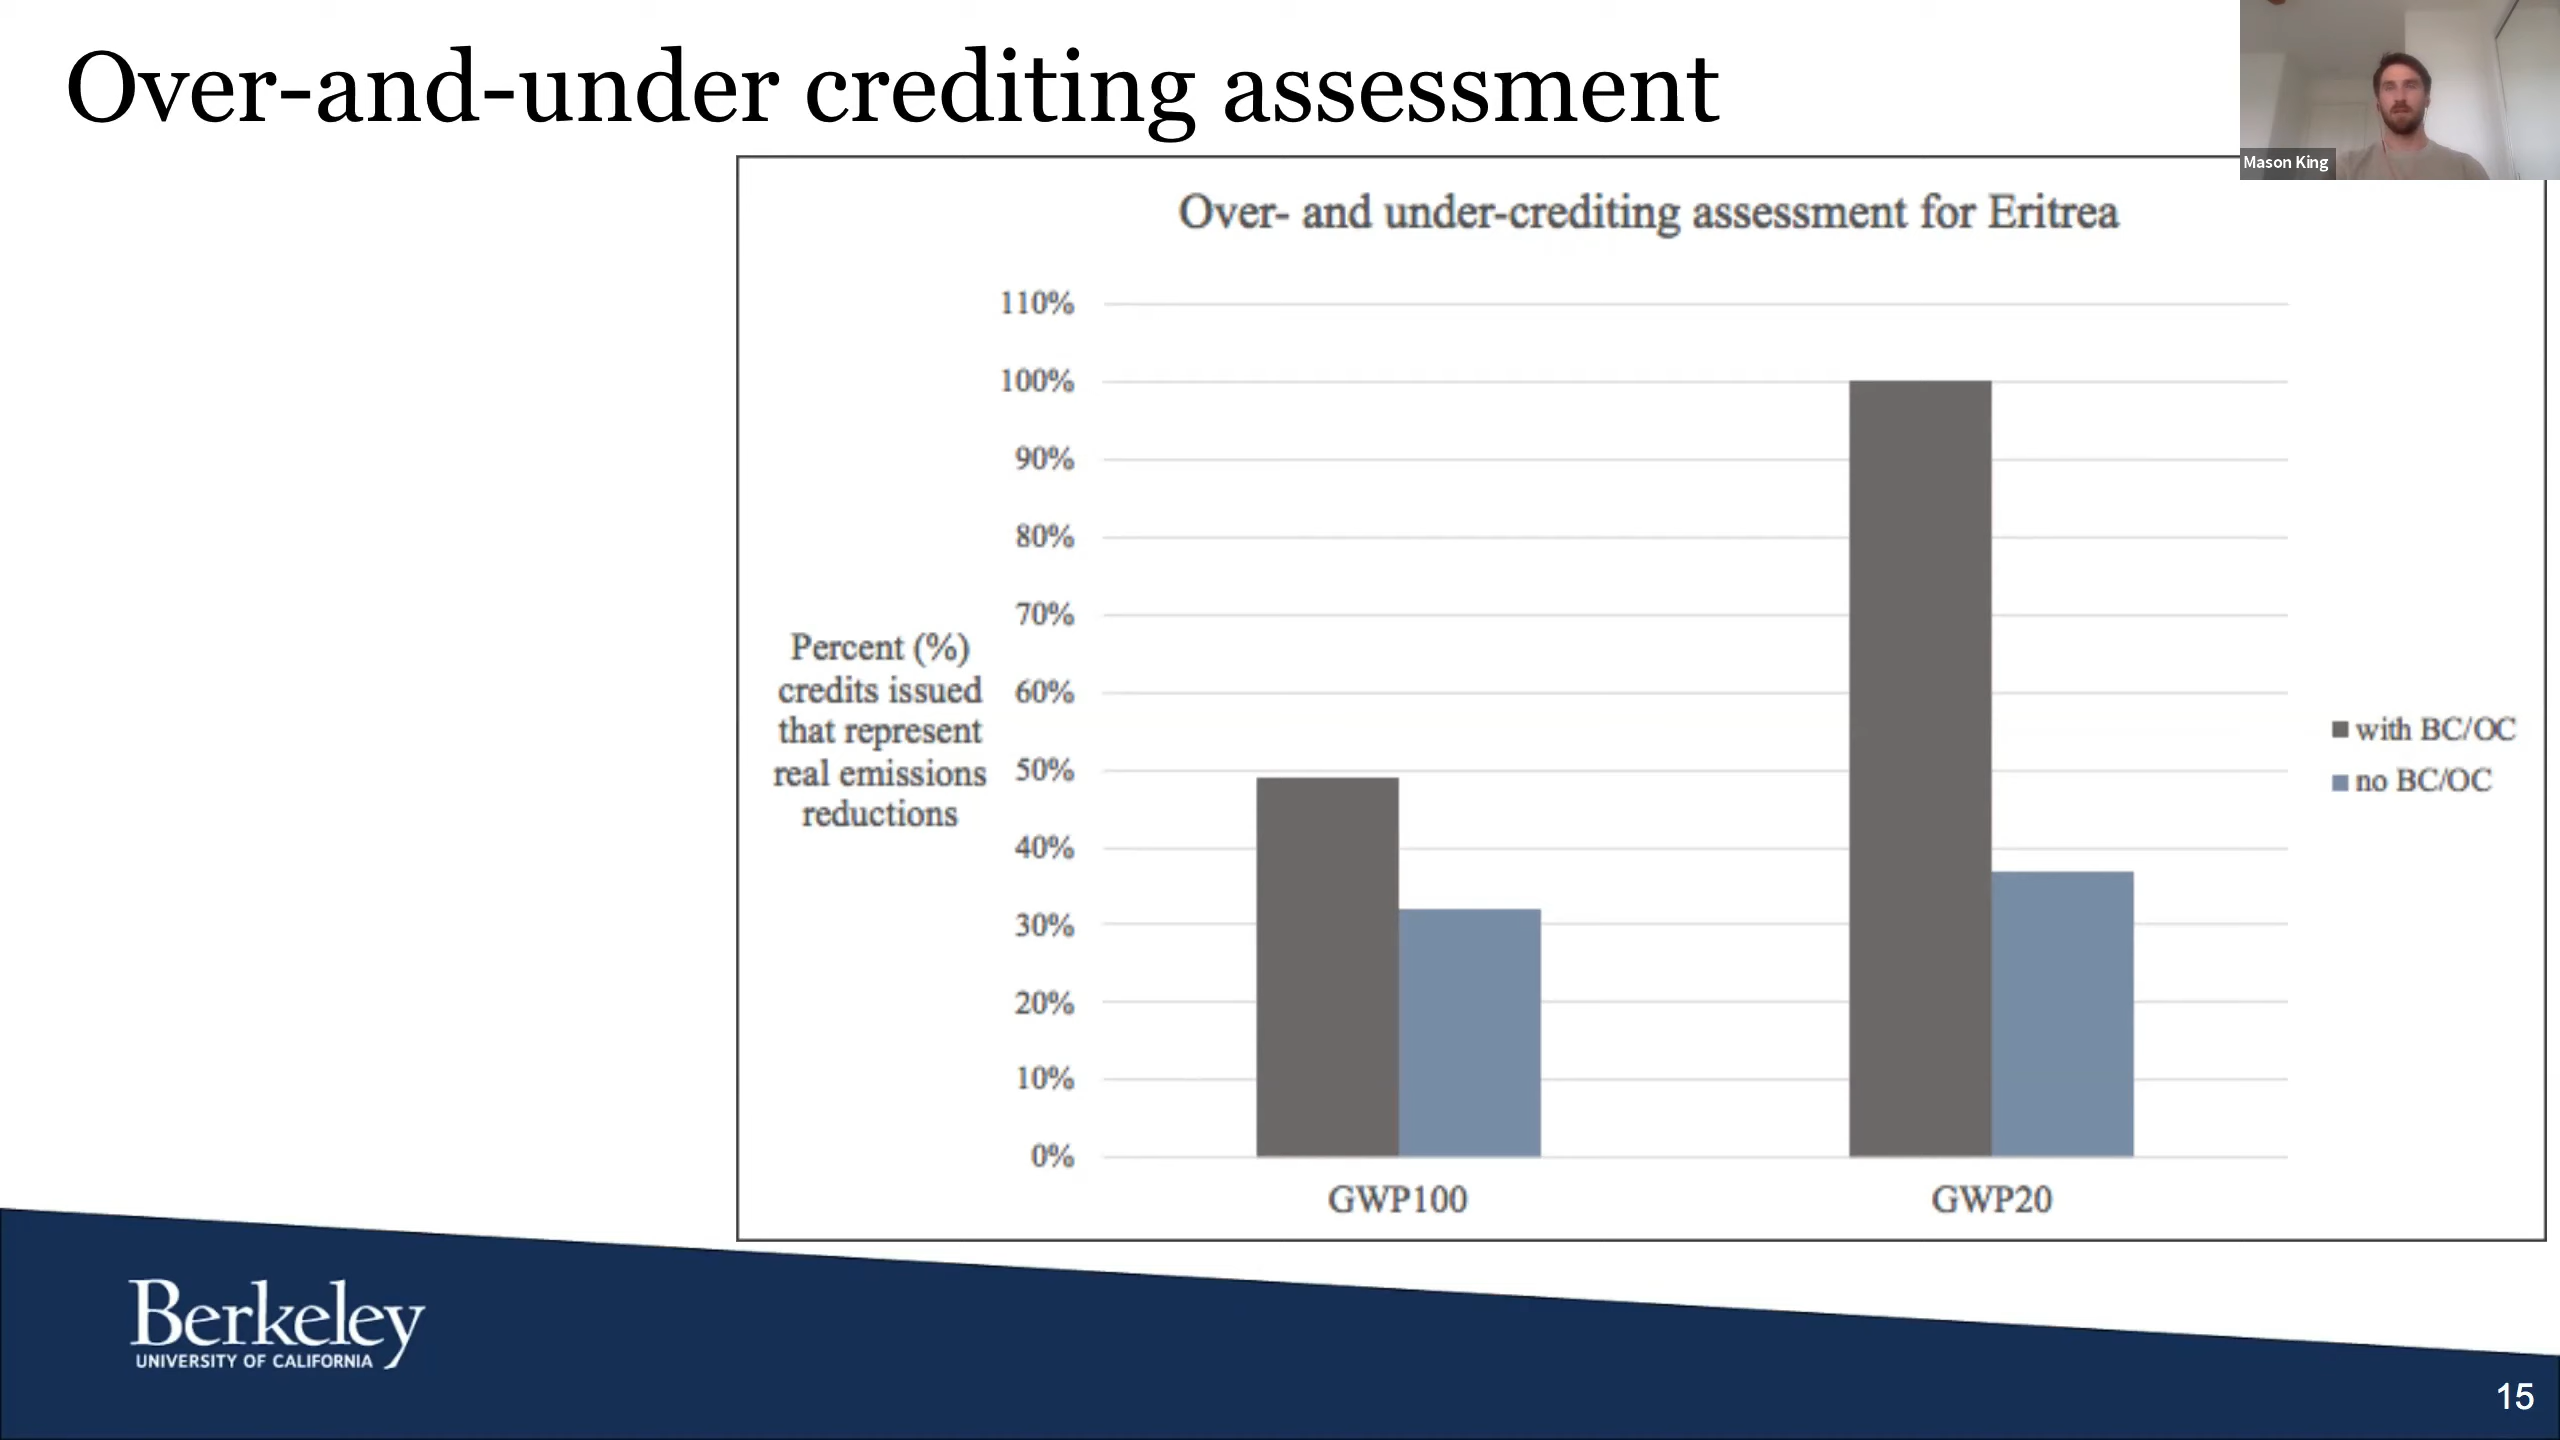 Over-and-under crediting assessment
Mason King
Over- and under-crediting assessment for Eritrea
110%
100%
90%
80%
70%
60%
50%
40%
30%
20%
10%
0%
Percent (%)
credits issued
that represent
real emissions
reductions
with BC/OC
no BC/OC
GWP100
GWP20
Berkeley
UNIVERSITY OF CALIFORNIA
15